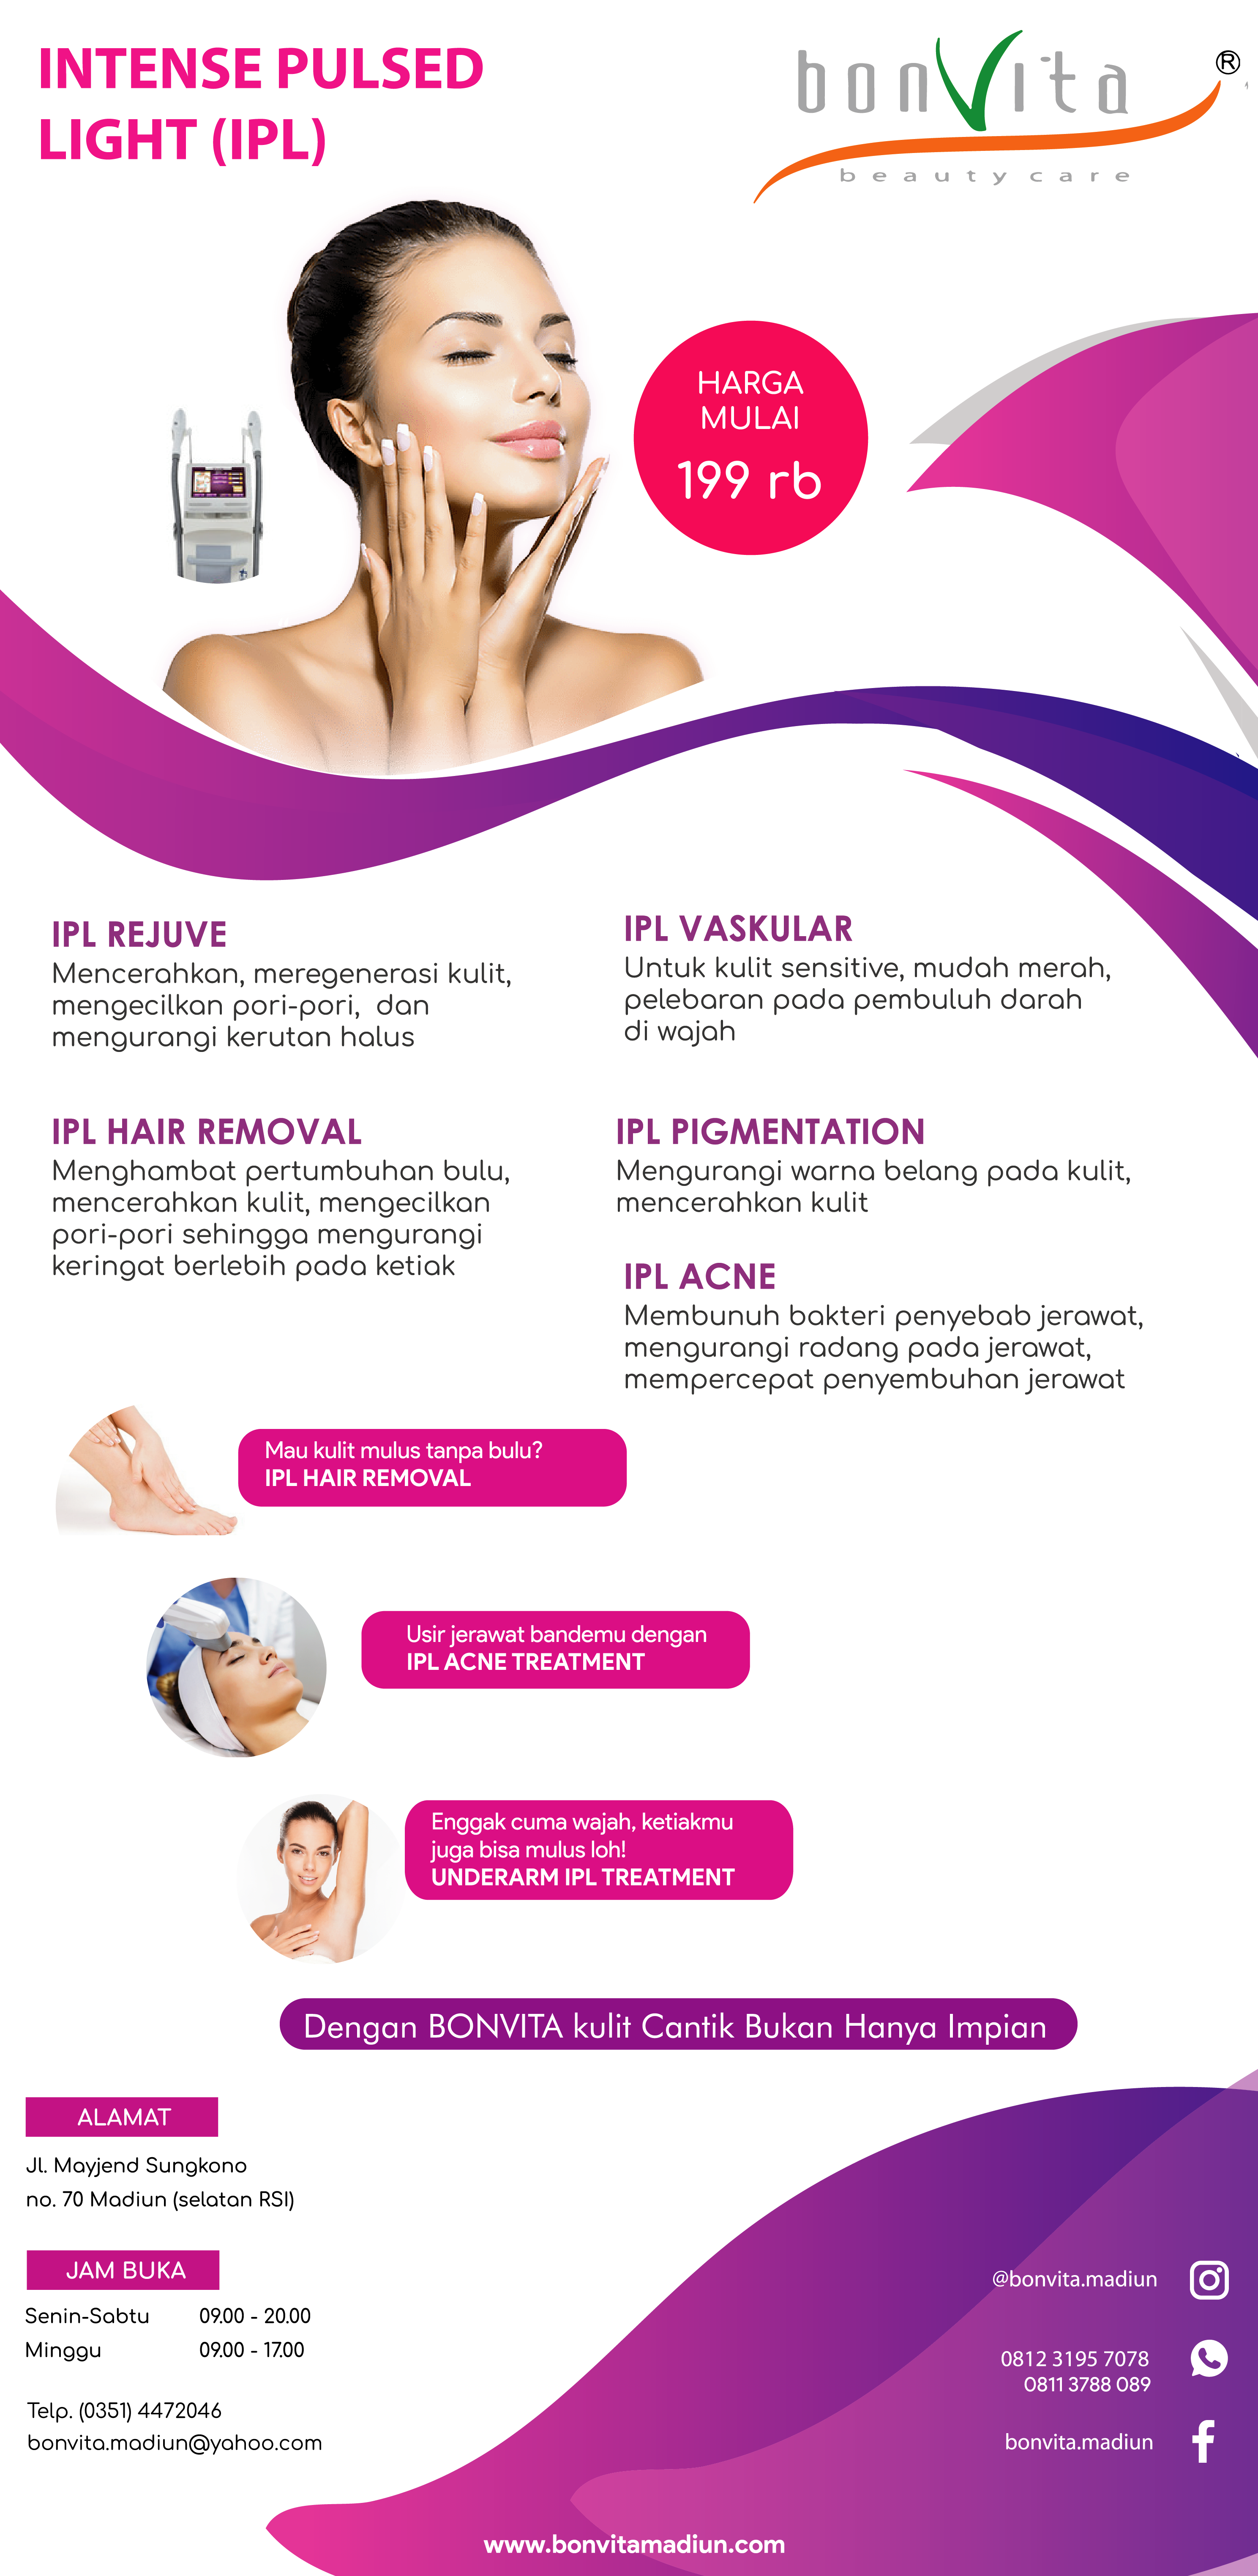 INTENSE PULSED
LIGHT (IPL)
bonVita ®
beauty care
HARGA
MULAI
199 rb
IPL REJUVE
Mencerahkan, meregenerasi kulit,
mengecilkan pori-pori, dan
mengurangi kerutan halus
IPL VASKULAR
Untuk kulit sensitive, mudah merah,
pelebaran pada pembuluh darah
di wajah
IPL HAIR REMOVAL
Menghambat pertumbuhan bulu,
mencerahkan kulit, mengecilkan
pori-pori sehingga mengurangi
keringat berlebih pada ketiak
IPL PIGMENTATION
Mengurangi warna belang pada kulit,
mencerahkan kulit
IPL ACNE
Membunuh bakteri penyebab jerawat,
mengurangi radang pada jerawat,
mempercepat penyembuhan jerawat
Mau kulit mulus tanpa bulu?
IPL HAIR REMOVAL
Usir jerawat bandemu dengan
IPL ACNE TREATMENT
Enggak cuma wajah, ketiakmu
juga bisa mulus loh!
UNDERARM IPL TREATMENT
Dengan BONVITA kulit Cantik Bukan Hanya Impian
ALAMAT
Jl. Mayjend Sungkono
no. 70 Madiun (selatan RSI)
JAM BUKA
Senin-Sabtu 09.00 - 20.00
Minggu 09.00 - 17.00
Telp. (0351) 4472046
bonvita.madiun@yahoo.com
@bonvita.madiun
0812 3195 7078
0811 3788 089
bonvita.madiun
www.bonvitamadiun.com